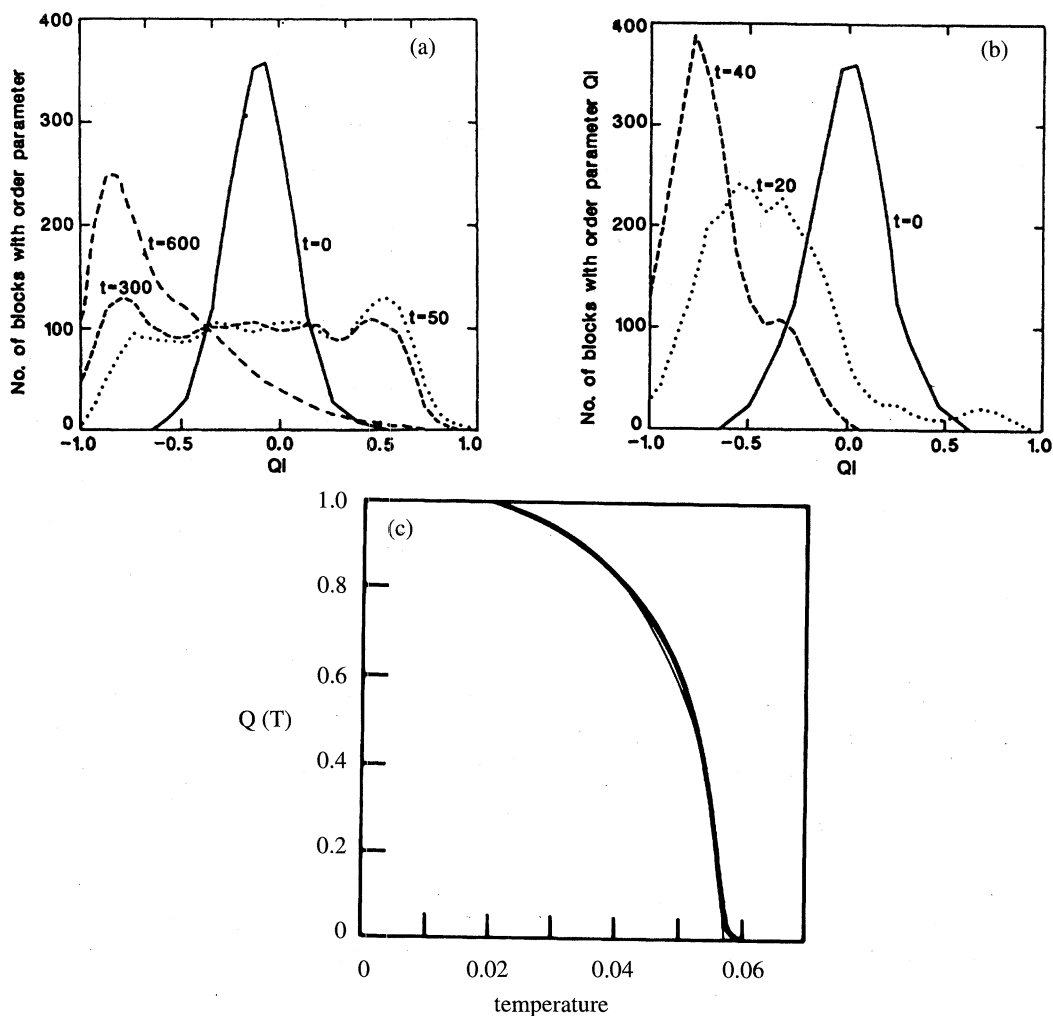 (a)
No. of blocks with order parameter
400
300
200
100
0
t=600
t=0
t=300
t=50
-1.0
-0.5
0.0
0.5
1.0
QI
(b)
No. of blocks with order parameter QI
400
300
200
100
0
t=40
t=20
t=0
-1.0
-0.5
0.0
0.5
1.0
QI
(c)
Q (T)
1.0
0.8
0.6
0.4
0.2
0
0
0.02
0.04
0.06
temperature